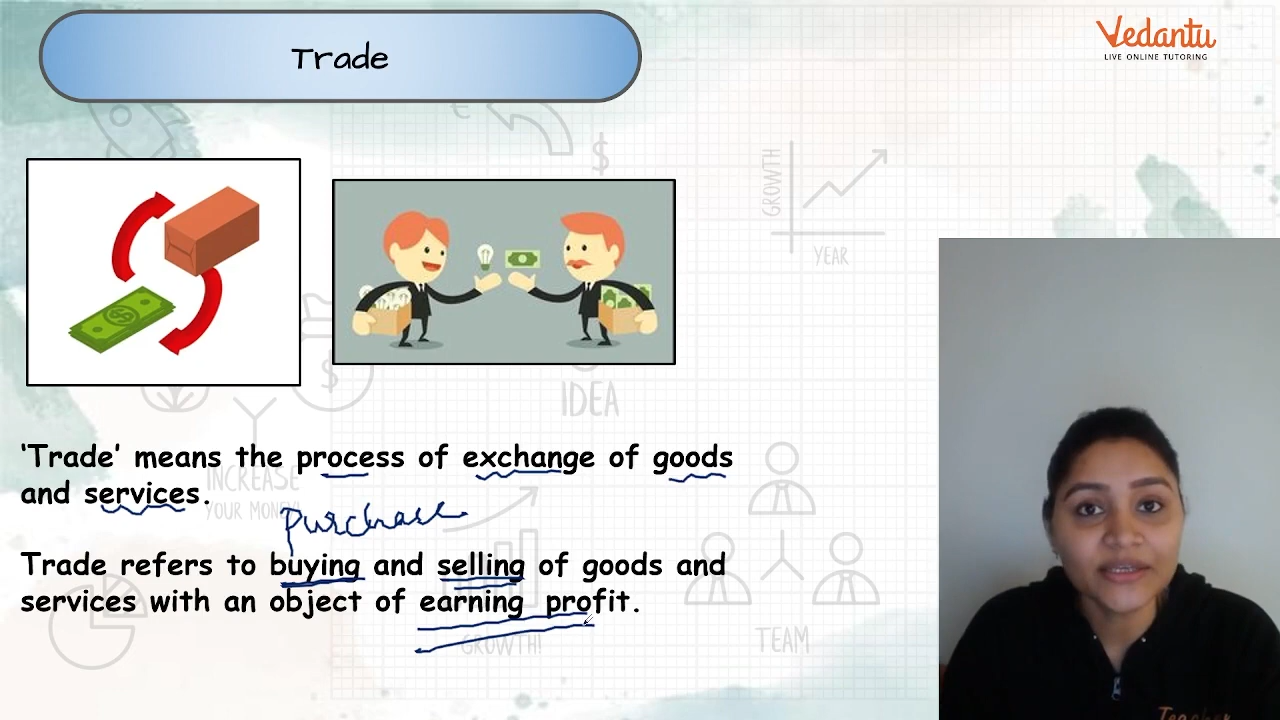 Trade
Vedantu
LIVE ONLINE TUTORING
GROWTH
YEAR
IDEA
‘Trade’ means the process of exchange of goods
and services.
INCREASE
YOUR MONEY
purchase
Trade refers to buying and selling of goods and
services with an object of earning profit.
GROWTH!
TEAM
Teacher